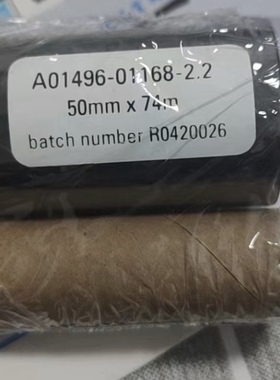 A01496-01168-2.2
50mm x 74m
batch number R0420026